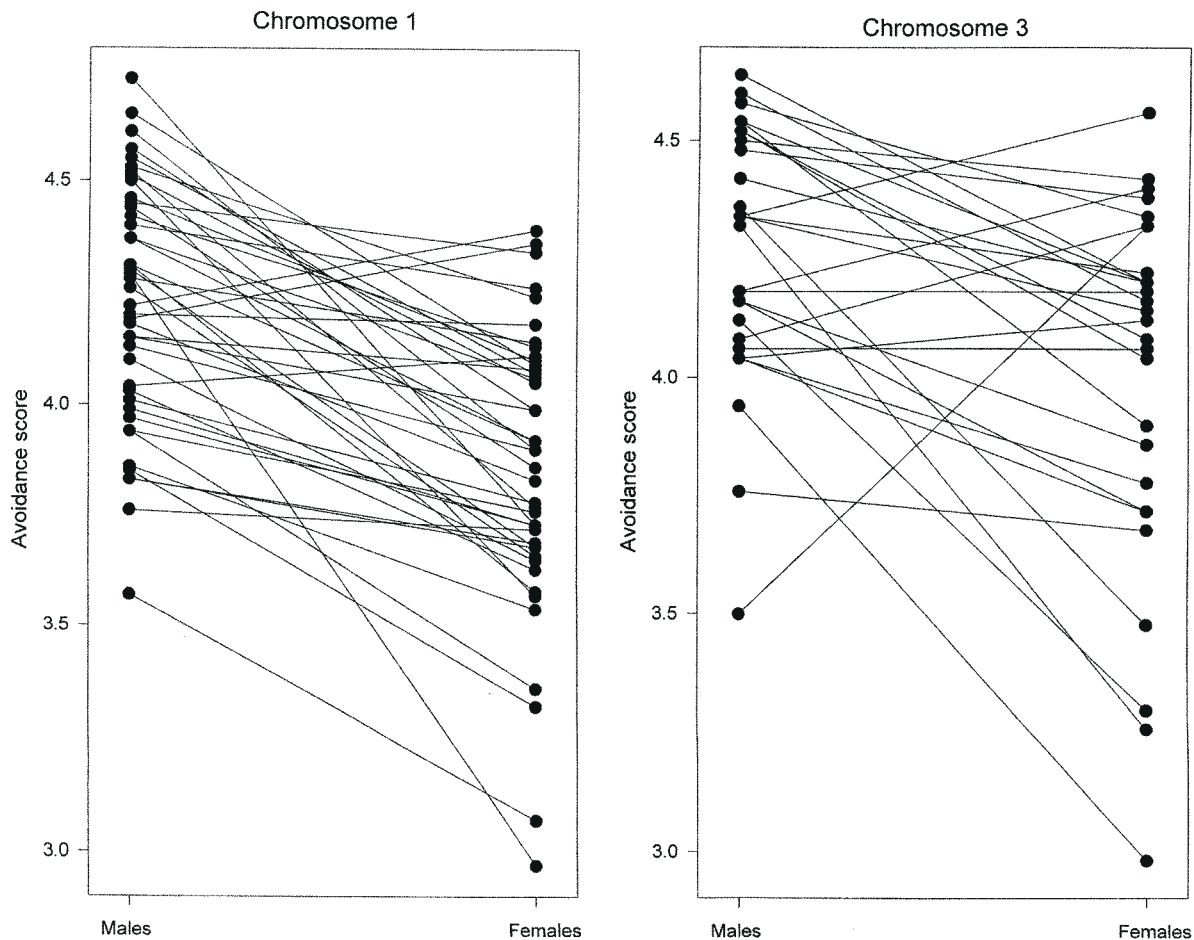 Chromosome 1
Avoidance score
4.5
4.0
3.5
3.0
Males
Females
Chromosome 3
Avoidance score
4.5
4.0
3.5
3.0
Males
Females